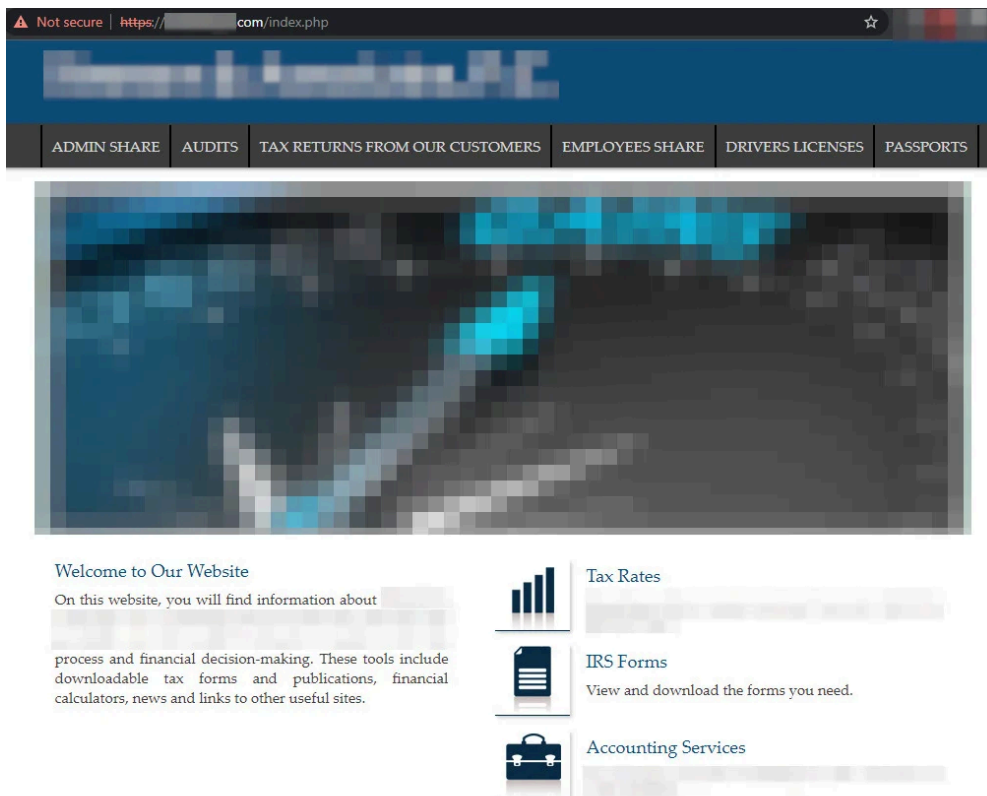 Not secure | https:// com/index.php
ADMIN SHARE AUDITS TAX RETURNS FROM OUR CUSTOMERS EMPLOYEES SHARE DRIVERS LICENSES PASSPORTS
Welcome to Our Website
On this website, you will find information about
process and financial decision-making. These tools include
downloadable tax forms and publications, financial
calculators, news and links to other useful sites.
Tax Rates
IRS Forms
View and download the forms you need.
Accounting Services